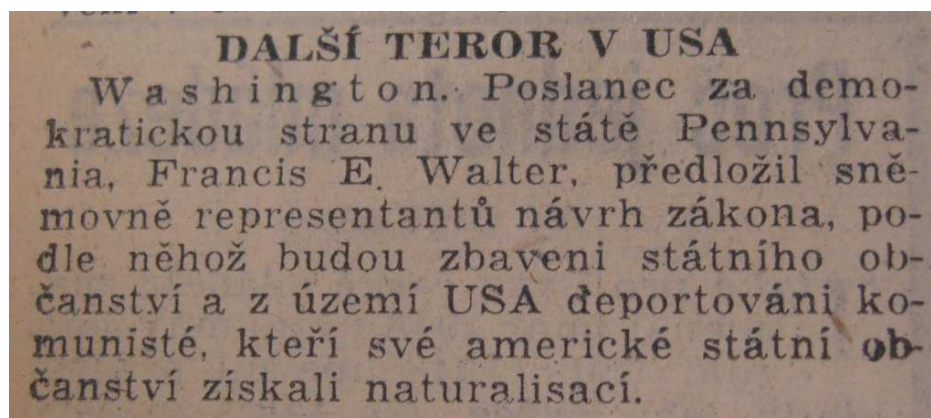 DALŠÍ TEROR V USA
Washington. Poslanec za demo-
kratickou stranu ve státě Pennsylva-
nia, Francis E. Walter, předložil sně-
movně representantů návrh zákona, po-
dle něhož budou zbaveni státního ob-
čanství a z území USA deportováni ko-
munisté, kteří své americké státní ob-
čanství získali naturalisací.